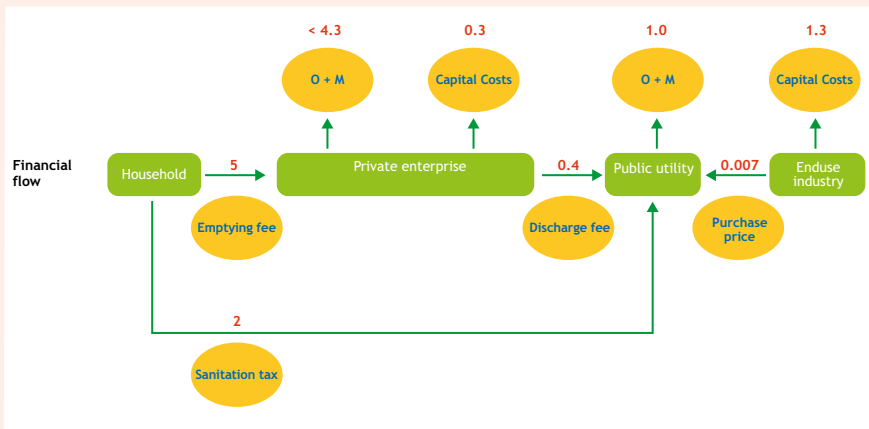 < 4.3
0.3
1.0
1.3
O + M
Capital Costs
O + M
Capital Costs
Financial
flow
Household
5
Private enterprise
0.4
Public utility
0.007
Enduse
industry
Emptying fee
Discharge fee
Purchase
price
2
Sanitation tax